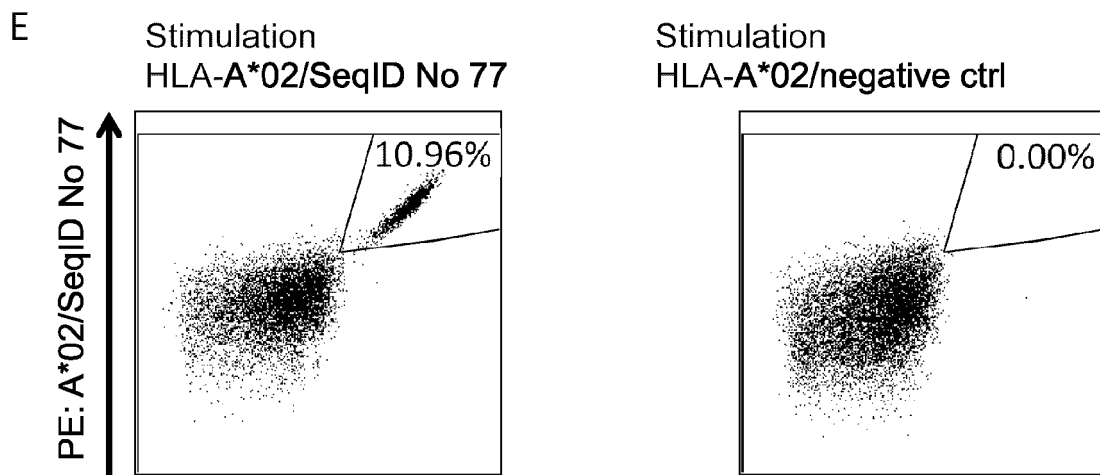 E
Stimulation
HLA-A*02/SeqID No 77
Stimulation
HLA-A*02/negative ctrl
PE: A*02/SeqID No 77
10.96%
0.00%